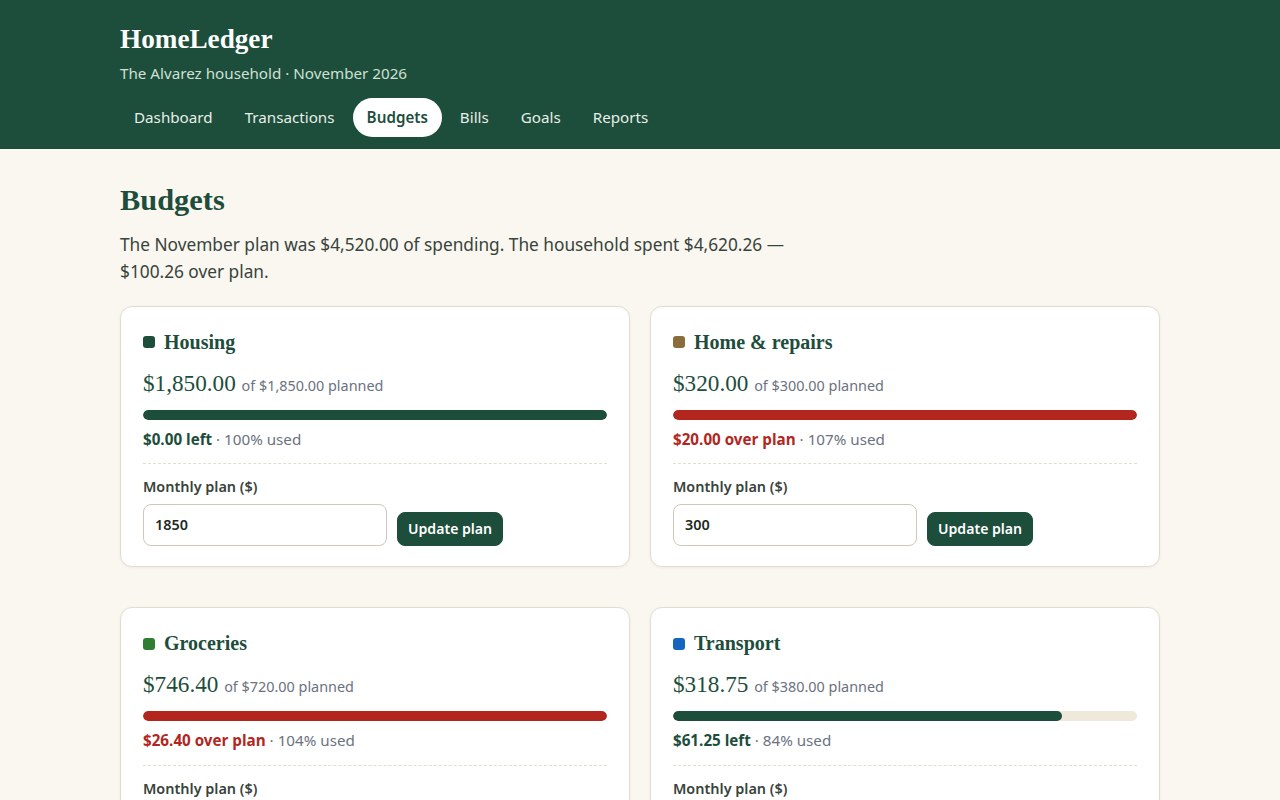 HomeLedger
The Alvarez household · November 2026
Dashboard Transactions Budgets Bills Goals Reports
Budgets
The November plan was $4,520.00 of spending. The household spent $4,620.26 —
$100.26 over plan.
Housing
$1,850.00 of $1,850.00 planned
$0.00 left · 100% used
Monthly plan ($)
1850 Update plan
Home & repairs
$320.00 of $300.00 planned
$20.00 over plan · 107% used
Monthly plan ($)
300 Update plan
Groceries
$746.40 of $720.00 planned
$26.40 over plan · 104% used
Monthly plan ($)
Transport
$318.75 of $380.00 planned
$61.25 left · 84% used
Monthly plan ($)